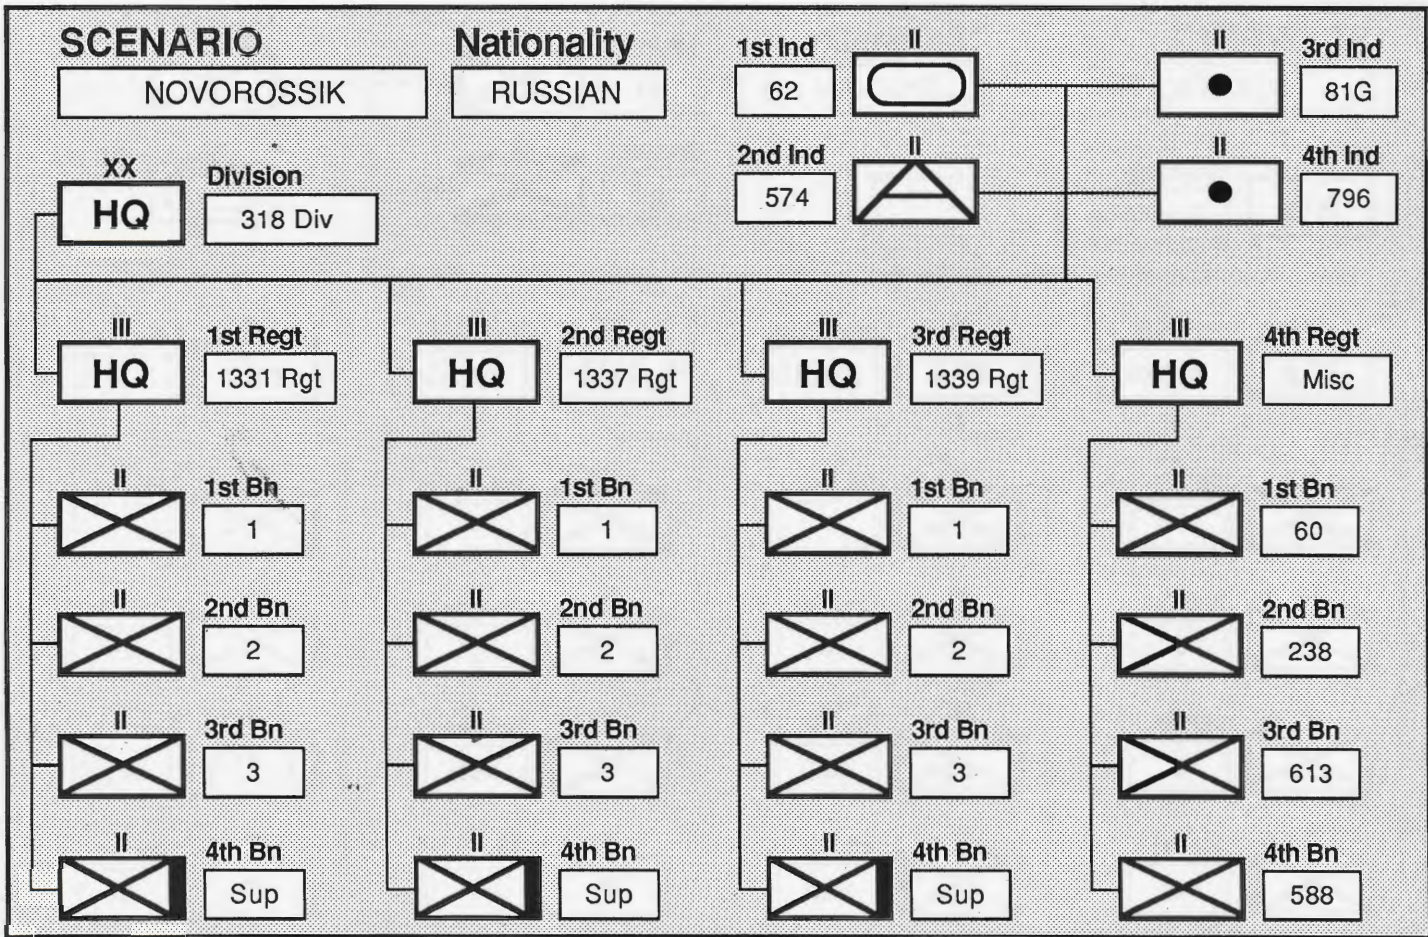 SCENARIO Nationality
NOVOROSSIK RUSSIAN
1st Ind II II 3rd Ind
62 81G
2nd Ind II II 4th Ind
574 796
XX Division
HQ 318 Div
III 1st Regt III 2nd Regt III 3rd Regt III 4th Regt
HQ 1331 Rgt HQ 1337 Rgt HQ 1339 Rgt HQ Misc
II 1st Bn II 1st Bn II 1st Bn II 1st Bn
1 1 1 60
II 2nd Bn II 2nd Bn II 2nd Bn II 2nd Bn
2 2 2 238
II 3rd Bn II 3rd Bn II 3rd Bn II 3rd Bn
3 3 3 613
II 4th Bn II 4th Bn II 4th Bn II 4th Bn
Sup Sup Sup 588